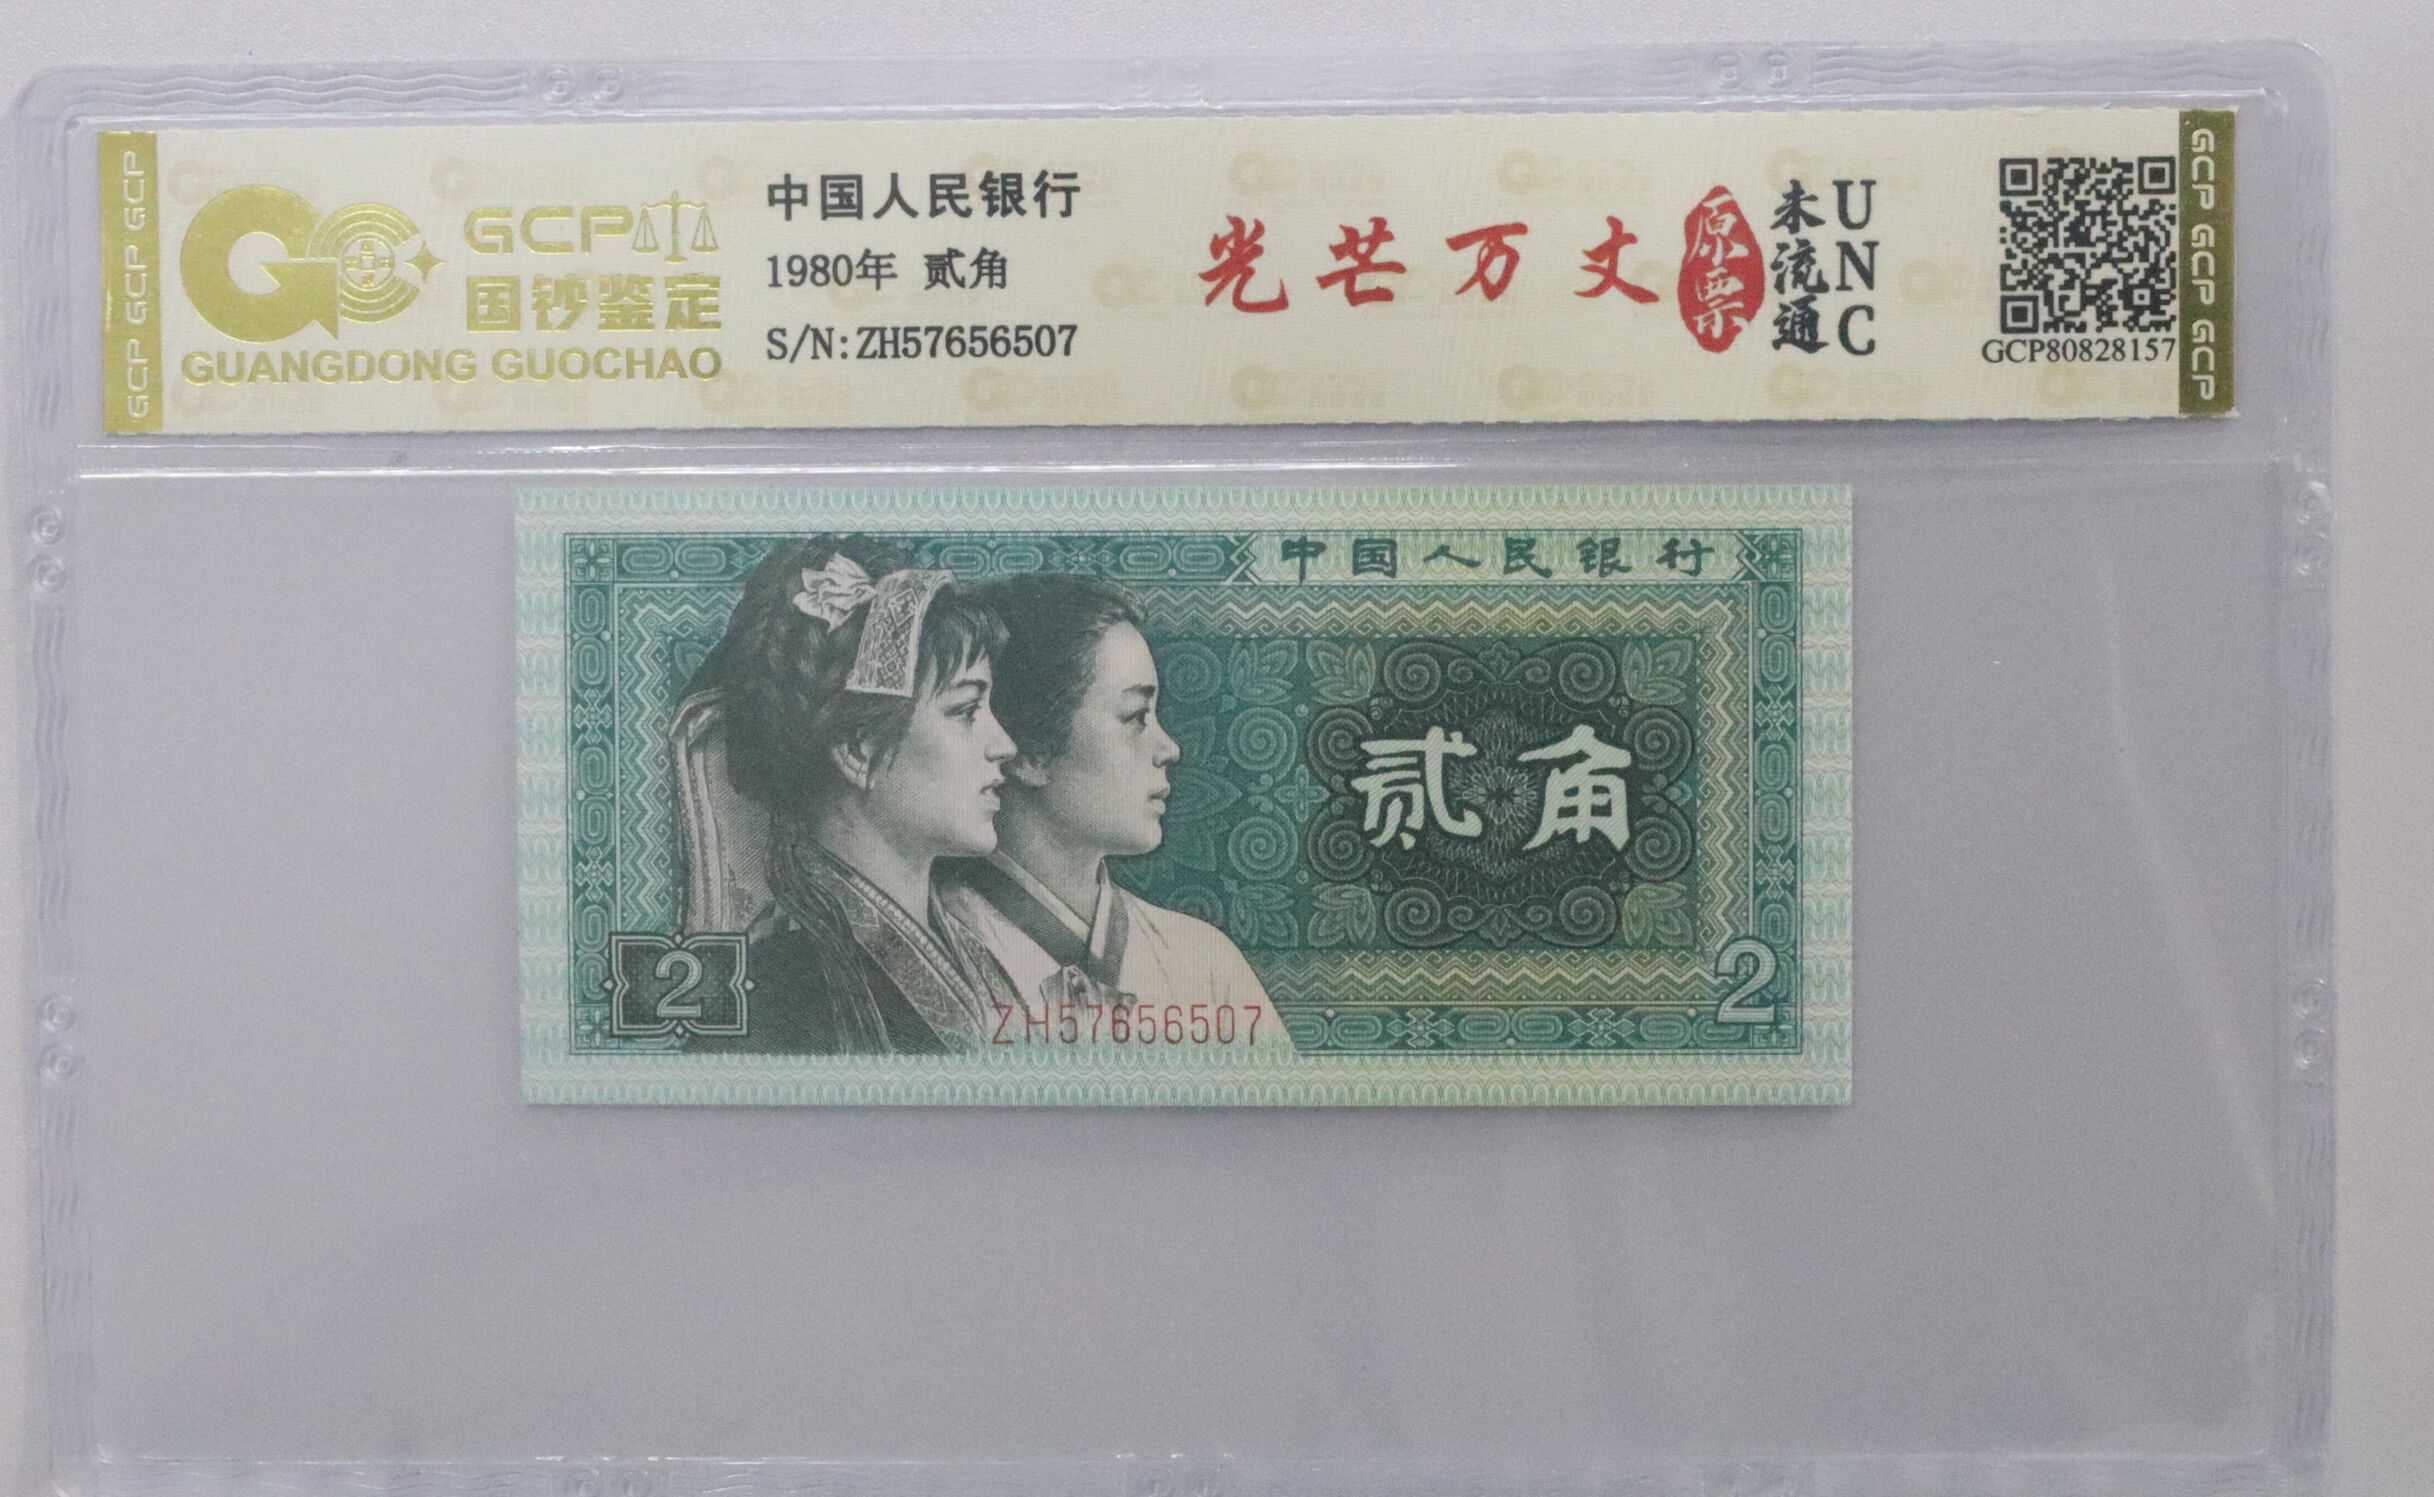 GCP GCP GCP
GCP
国钞鉴定
GUANGDONG GUOCHAO
中国人民银行
1980年 贰角
S/N:ZH57656507
光芒万丈
原票
未流通
UNC
GCP80828157
GCP GCP GCP
中国人民银行
贰角
2
2
ZH57656507